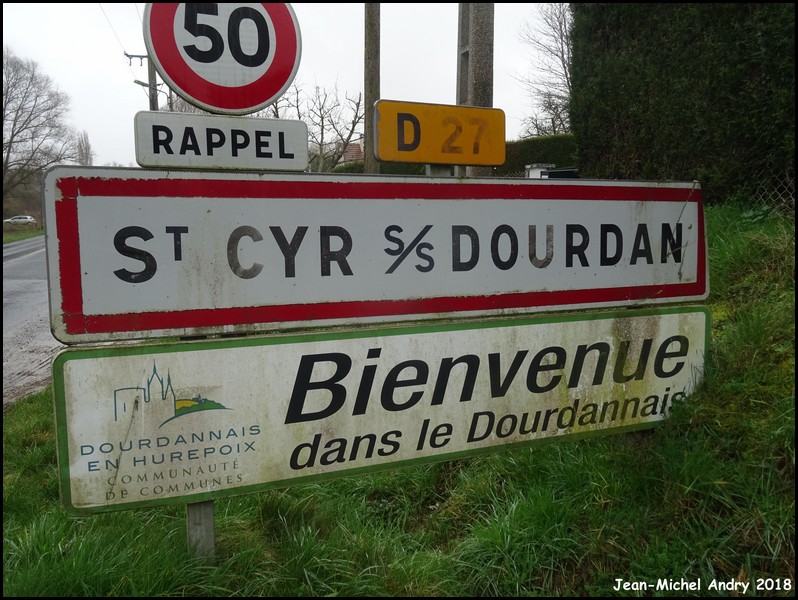 50
RAPPEL
D 27
ST CYR S/S DOURDAN
Bienvenue
dans le Dourdannais
DOURDANNAIS
EN HUREPOIX
COMMUNAUTÉ
DE COMMUNES
Jean-Michel Andry 2018